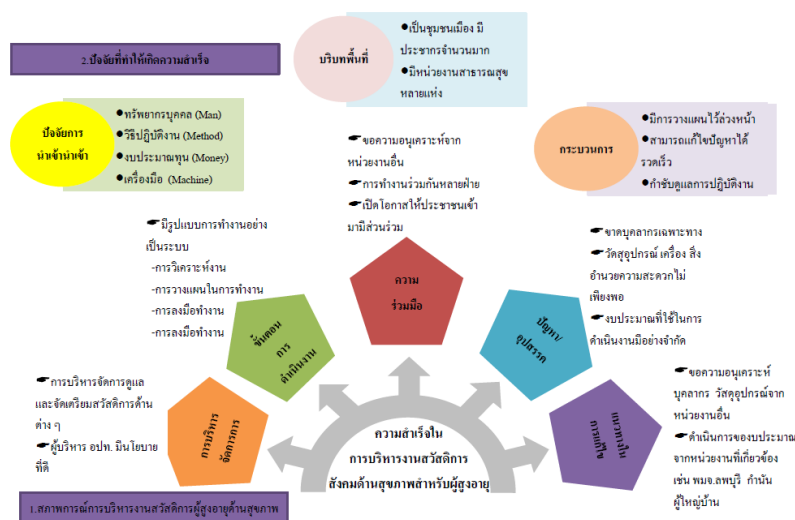 2.ปัจจัยที่ทำให้เกิดความสำเร็จ
บริบทพื้นที่
●เป็นชุมชนเมือง มี
ประชากรจำนวนมาก
●มีหน่วยงานสาธารณสุข
หลายแห่ง
ปัจจัยการ
นำเข้านำเข้า
●ทรัพยากรบุคคล (Man)
●วิธีปฏิบัติงาน (Method)
●งบประมาณทุน (Money)
●เครื่องมือ (Machine)
กระบวนการ
●มีการวางแผนไว้ล่วงหน้า
●สามารถแก้ไขปัญหาได้
รวดเร็ว
●กำชับดูแลการปฏิบัติงาน
ขอความอนุเคราะห์จาก
หน่วยงานอื่น
การทำงานร่วมกันหลายฝ่าย
เปิดโอกาสให้ประชาชนเข้า
มามีส่วนร่วม
มีรูปแบบการทำงานอย่าง
เป็นระบบ
-การวิเคราะห์งาน
-การวางแผนในการทำงาน
-การลงมือทำงาน
-การลงมือทำงาน
ขาดบุคลากรเฉพาะทาง
วัสดุอุปกรณ์ เครื่อง สิ่ง
อำนวยความสะดวกไม่
เพียงพอ
งบประมาณที่ใช้ในการ
ดำเนินงานมีอย่างจำกัด
ความ
ร่วมมือ
ขั้นตอน
การ
ดำเนินงาน
ปัญหา/
อุปสรรค
การบริหารจัดการดูแล
และจัดเตรียมสวัสดิการด้าน
ต่าง ๆ
ผู้บริหาร อปท. มีนโยบาย
ที่ดี
การบริหาร
จัดการการ
แนวทางใน
การแก้ไข
ขอความอนุเคราะห์
บุคลากร วัสดุอุปกรณ์จาก
หน่วยงานอื่น
ดำเนินการของบประมาณ
จากหน่วยงานที่เกี่ยวข้อง
เช่น พมจ.ลพบุรี กำนัน
ผู้ใหญ่บ้าน
ความสำเร็จใน
การบริหารงานสวัสดิการ
สังคมด้านสุขภาพสำหรับผู้สูงอายุ
1.สภาพการณ์การบริหารงานสวัสดิการผู้สูงอายุด้านสุขภาพ